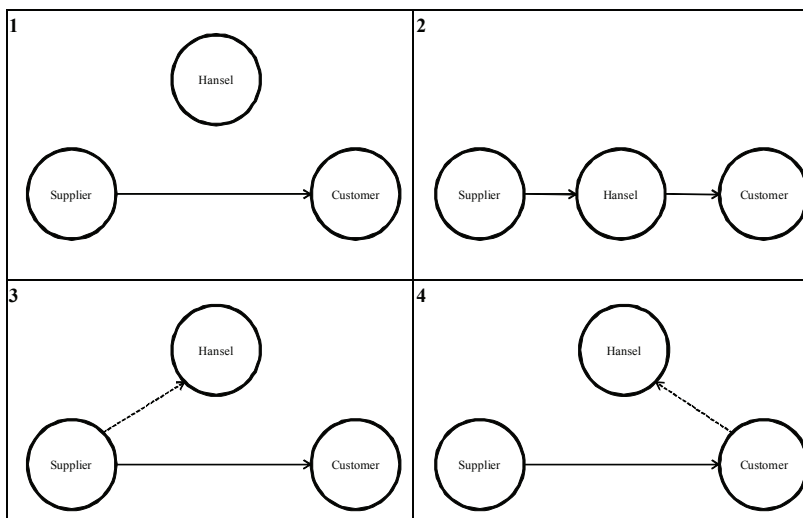 1
Hansel
Supplier
Customer
2
Supplier
Hansel
Customer
3
Hansel
Supplier
Customer
4
Hansel
Supplier
Customer